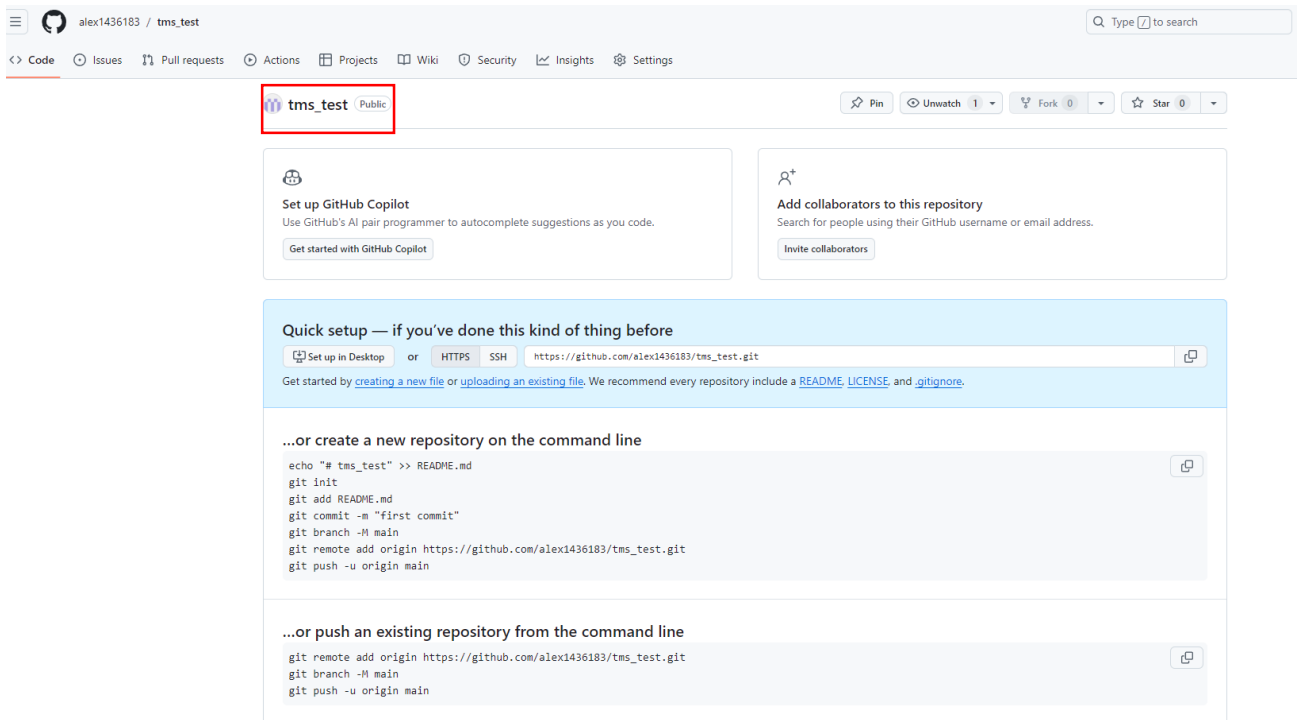 alex1436183 / tms_test
Type / to search
Code Issues Pull requests Actions Projects Wiki Security Insights Settings
tms_test Public
Pin Unwatch 1 Fork 0 Star 0
Set up GitHub Copilot
Use GitHub's AI pair programmer to autocomplete suggestions as you code.
Get started with GitHub Copilot
Add collaborators to this repository
Search for people using their GitHub username or email address.
Invite collaborators
Quick setup — if you've done this kind of thing before
Set up in Desktop or HTTPS SSH https://github.com/alex1436183/tms_test.git
Get started by creating a new file or uploading an existing file. We recommend every repository include a README, LICENSE, and .gitignore.
...or create a new repository on the command line
echo "# tms_test" >> README.md
git init
git add README.md
git commit -m "first commit"
git branch -M main
git remote add origin https://github.com/alex1436183/tms_test.git
git push -u origin main
...or push an existing repository from the command line
git remote add origin https://github.com/alex1436183/tms_test.git
git branch -M main
git push -u origin main